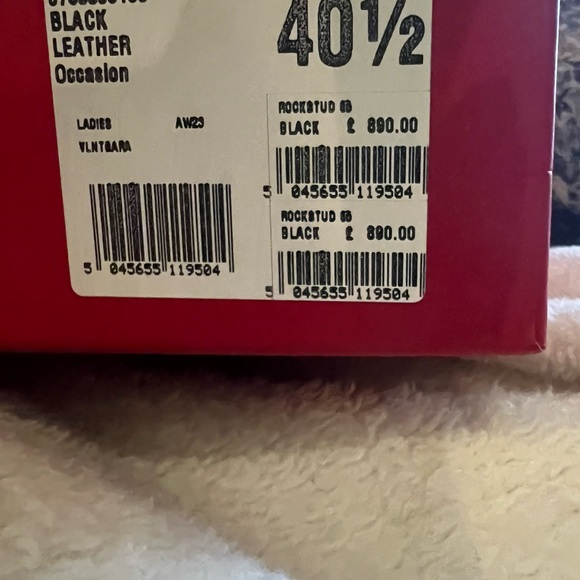 BLACK
LEATHER
Occasion
40½
LADIES AW23
VLNTGARA
5 045655 119504
ROCKSTUD 65
BLACK £ 890.00
5 045655 119504
ROCKSTUD 65
BLACK £ 890.00
5 045655 119504